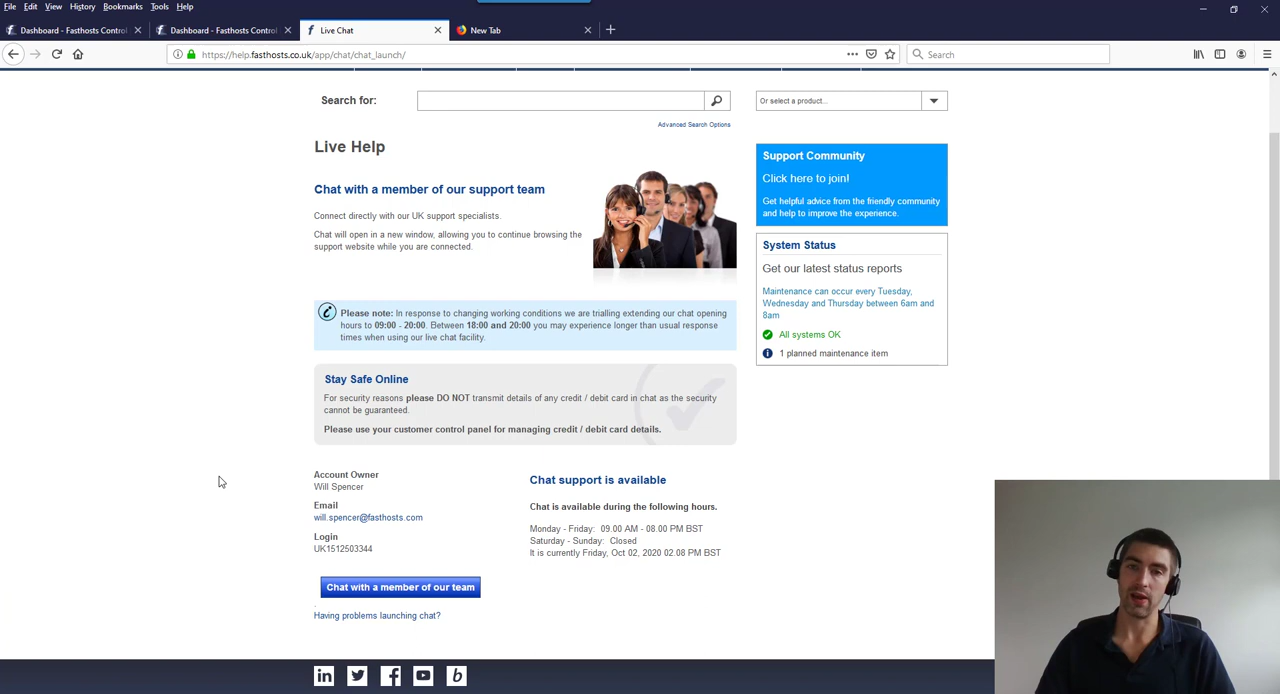 File Edit View History Bookmarks Tools Help
Dashboard - Fasthosts Control Dashboard - Fasthosts Control Live Chat New Tab
https://help.fasthosts.co.uk/app/chat/chat_launch/ Search
Search for: Or select a product...
Advanced Search Options
Live Help
Chat with a member of our support team
Connect directly with our UK support specialists.
Chat will open in a new window, allowing you to continue browsing the
support website while you are connected.
Support Community
Click here to join!
Get helpful advice from the friendly community
and help to improve the experience.
System Status
Get our latest status reports
Maintenance can occur every Tuesday,
Wednesday and Thursday between 6am and
8am
All systems OK
1 planned maintenance item
Please note: In response to changing working conditions we are trialling extending our chat opening
hours to 09:00 - 20:00. Between 18:00 and 20:00 you may experience longer than usual response
times when using our live chat facility.
Stay Safe Online
For security reasons please DO NOT transmit details of any credit / debit card in chat as the security
cannot be guaranteed.
Please use your customer control panel for managing credit / debit card details.
Account Owner
Will Spencer
Email
will.spencer@fasthosts.com
Login
UK1512503344
Chat support is available
Chat is available during the following hours.
Monday - Friday: 09.00 AM - 08.00 PM BST
Saturday - Sunday: Closed
It is currently Friday, Oct 02, 2020 02.08 PM BST
Chat with a member of our team
Having problems launching chat?
in f b